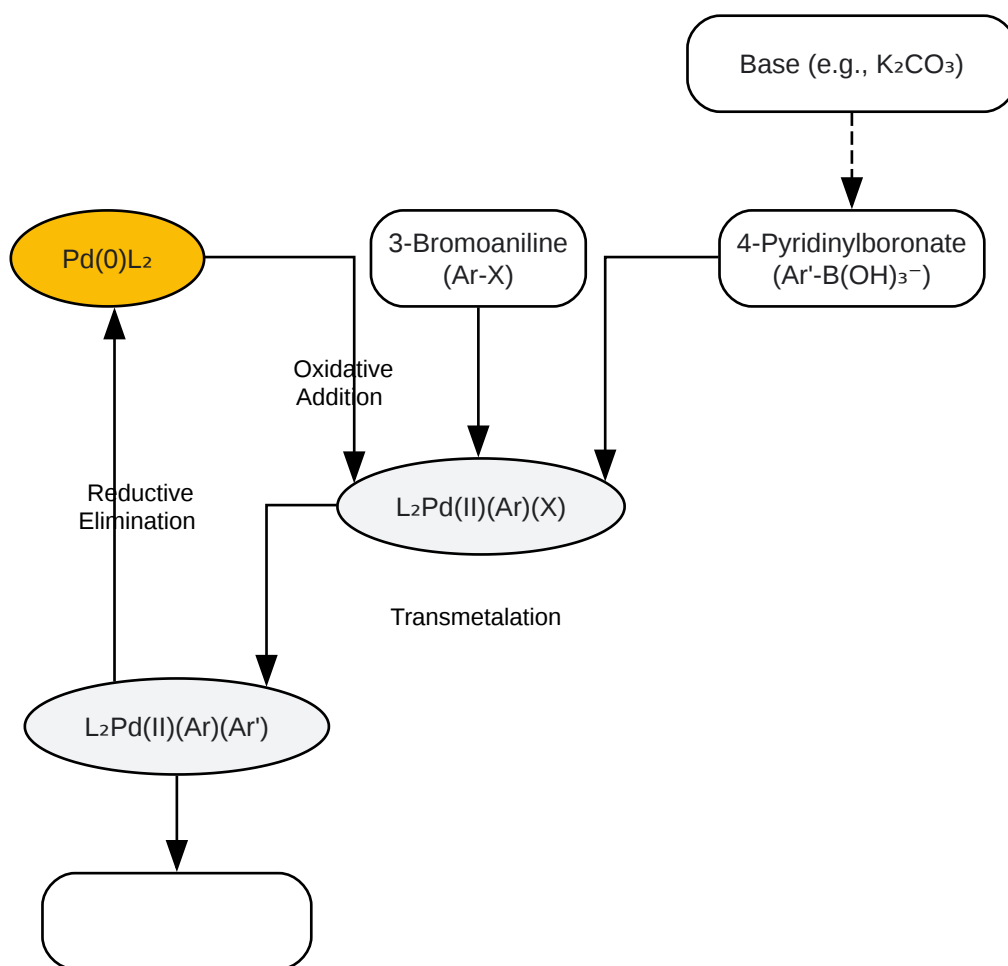 Base (e.g., K₂CO₃)
Pd(0)L₂
3-Bromoaniline
(Ar-X)
4-Pyridinylboronate
(Ar'-B(OH)₃⁻)
Oxidative
Addition
Reductive
Elimination
L₂Pd(II)(Ar)(X)
Transmetalation
L₂Pd(II)(Ar)(Ar')